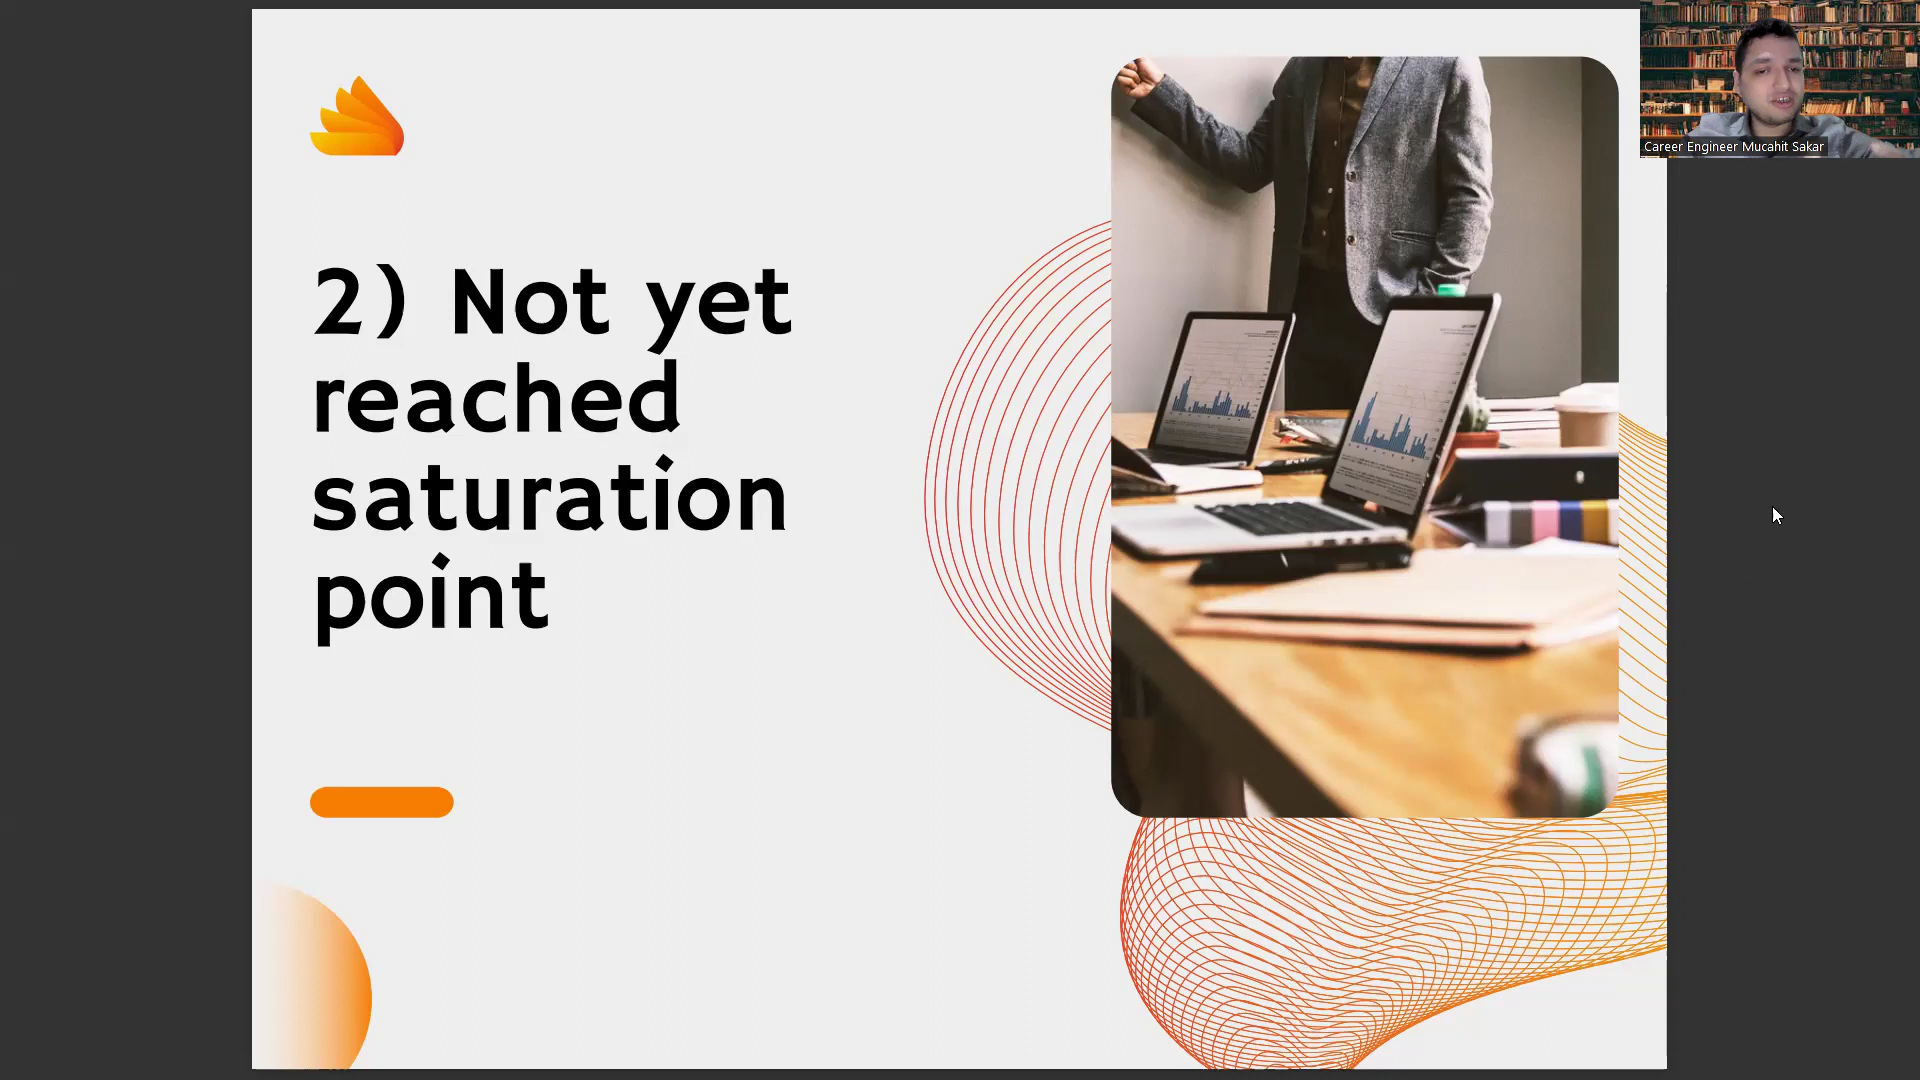 2) Not yet
reached
saturation
point
Career Engineer Mucahit Sakar